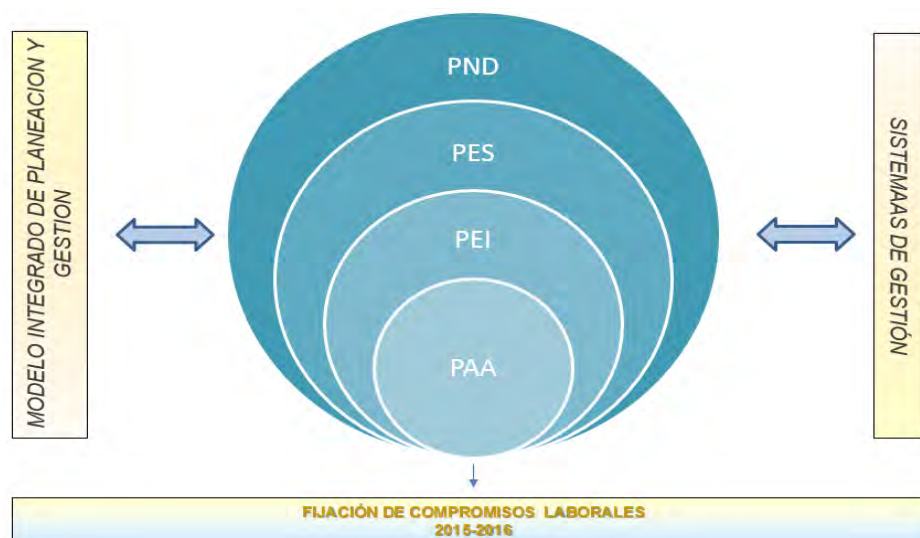 MODELO INTEGRADO DE PLANEACION Y
GESTION
PND
PES
PEI
PAA
SISTEMAAS DE GESTIÓN
FIJACIÓN DE COMPROMISOS LABORALES
2015-2016